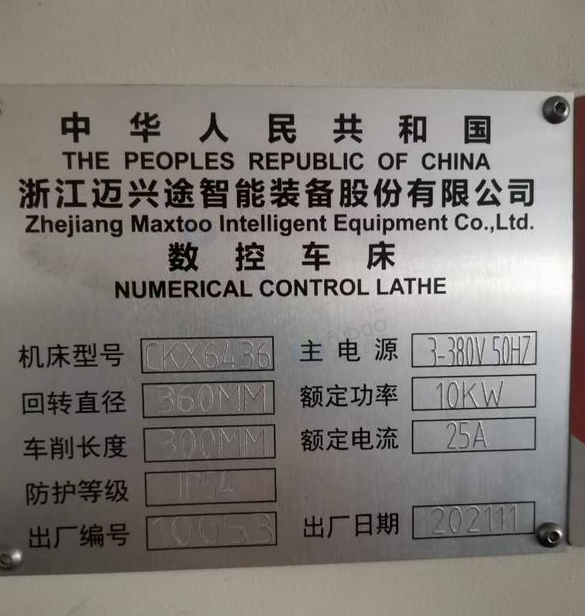 中华人民共和国
THE PEOPLES REPUBLIC OF CHINA
浙江迈兴途智能装备股份有限公司
Zhejiang Maxtoo Intelligent Equipment Co.,Ltd.
数控车床
NUMERICAL CONTROL LATHE
机床型号 CKX6436 主电源 3-380V 50HZ
回转直径 360MM 额定功率 10KW
车削长度 300MM 额定电流 25A
防护等级 IP54
出厂编号 10053 出厂日期 202111